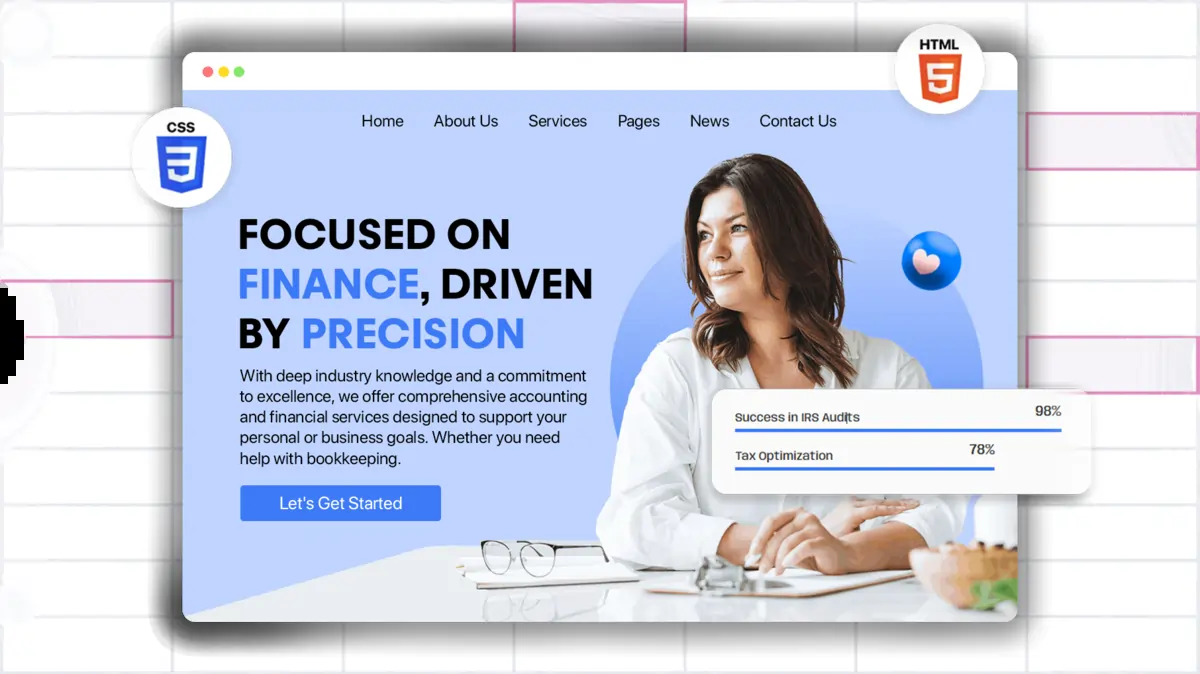 HTML
5
CSS
3
Home About Us Services Pages News Contact Us
FOCUSED ON
FINANCE, DRIVEN
BY PRECISION
With deep industry knowledge and a commitment
to excellence, we offer comprehensive accounting
and financial services designed to support your
personal or business goals. Whether you need
help with bookkeeping.
Let's Get Started
Success in IRS Audits 98%
Tax Optimization 78%